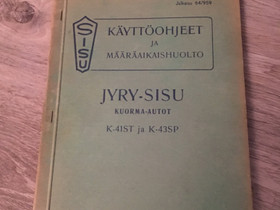 Julkaisu 64/958
SISU
KÄYTTÖOHJEET
JA
MÄÄRÄAIKAISHUOLTO
JYRY-SISU
KUORMA-AUTOT
K-41ST ja K-43SP